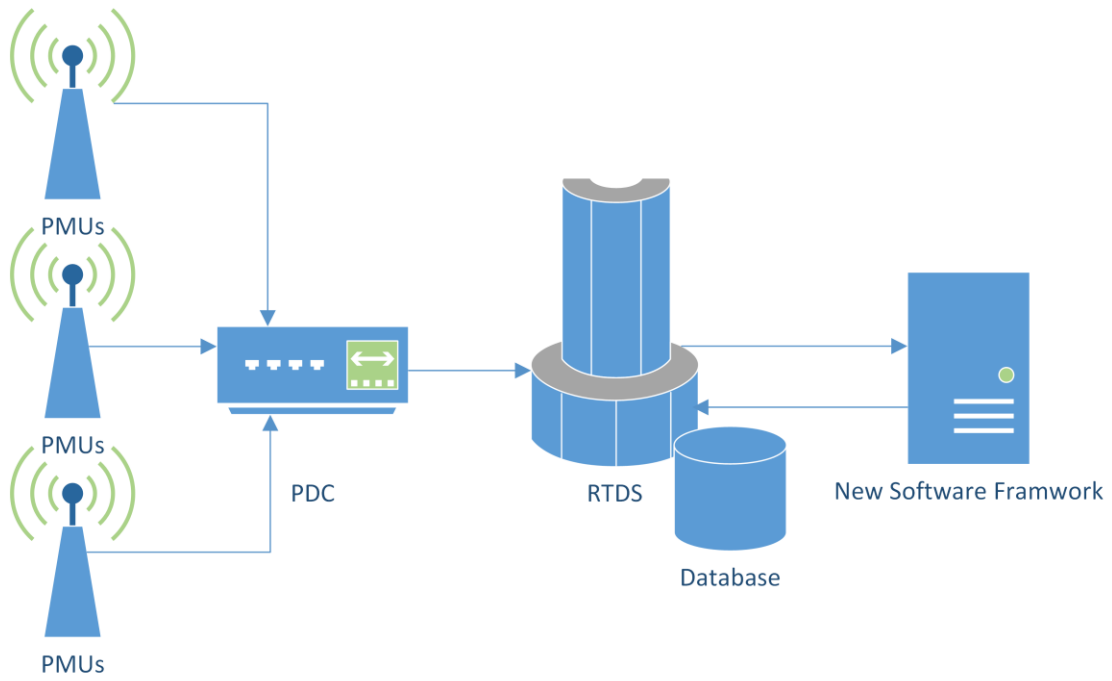 PMUs
PMUs
PDC
RTDS
New Software Framwork
Database
PMUs